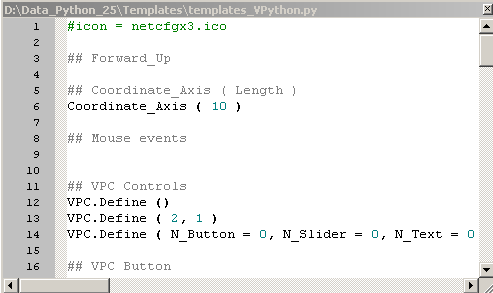 D:\Data_Python_25\Templates\templates_VPython.py
1 #icon = netcfgx3.ico
2
3 ## Forward_Up
4
5 ## Coordinate_Axis ( Length )
6 Coordinate_Axis ( 10 )
7
8 ## Mouse events
9
10
11 ## VPC Controls
12 VPC.Define ()
13 VPC.Define ( 2, 1 )
14 VPC.Define ( N_Button = 0, N_Slider = 0, N_Text = 0
15
16 ## VPC Button